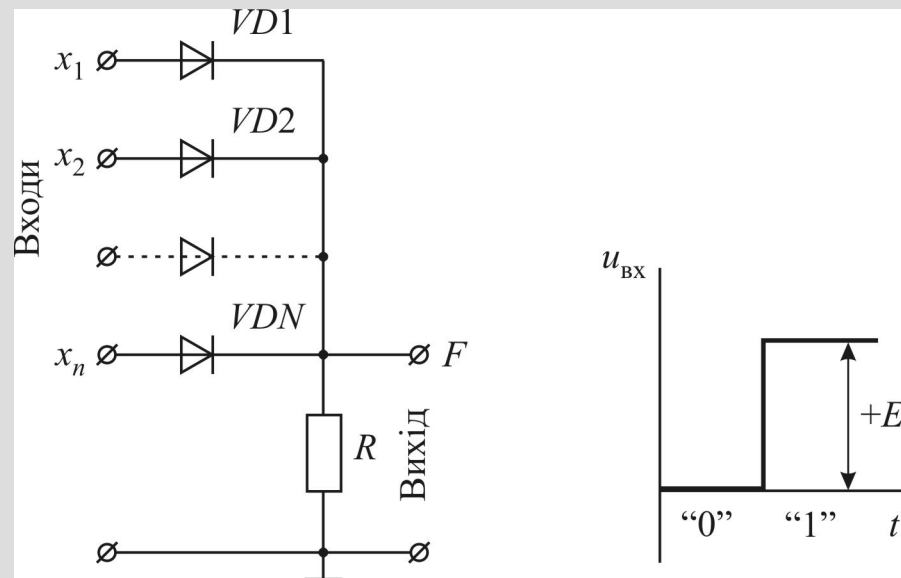 VD1
x₁
VD2
x₂
Входи
VDN
xₙ
F
R
Вихід
uвх
+E
“0”
“1”
t